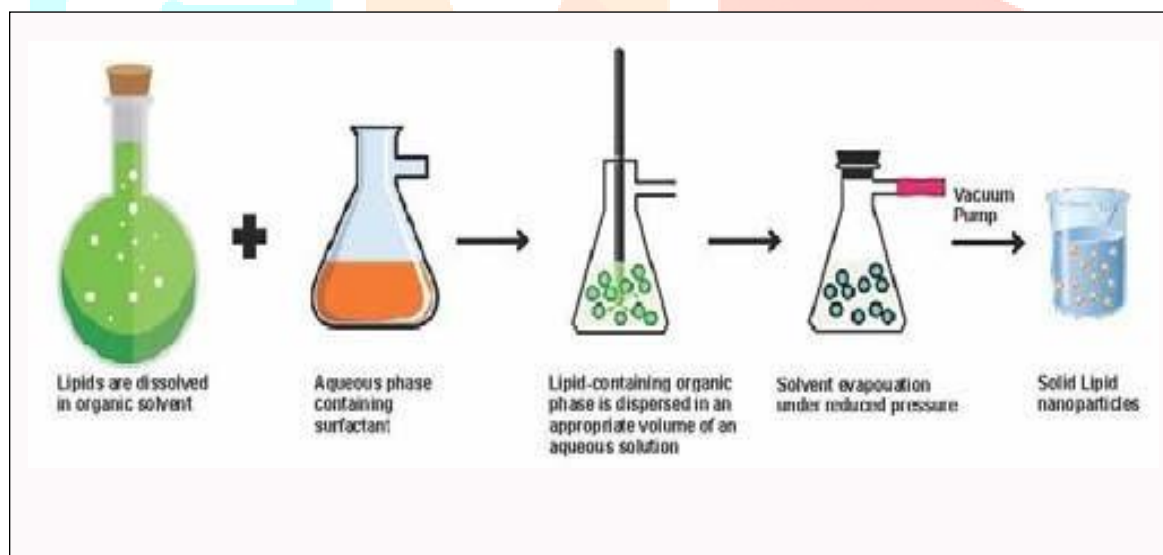 Vacuum
Pump
Lipids are dissolved
in organic solvent
Aqueous phase
containing
surfactant
Lipid-containing organic
phase is dispersed in an
appropriate volume of an
aqueous solution
Solvent evapouation
under reduced pressure
Solid Lipid
nanoparticles